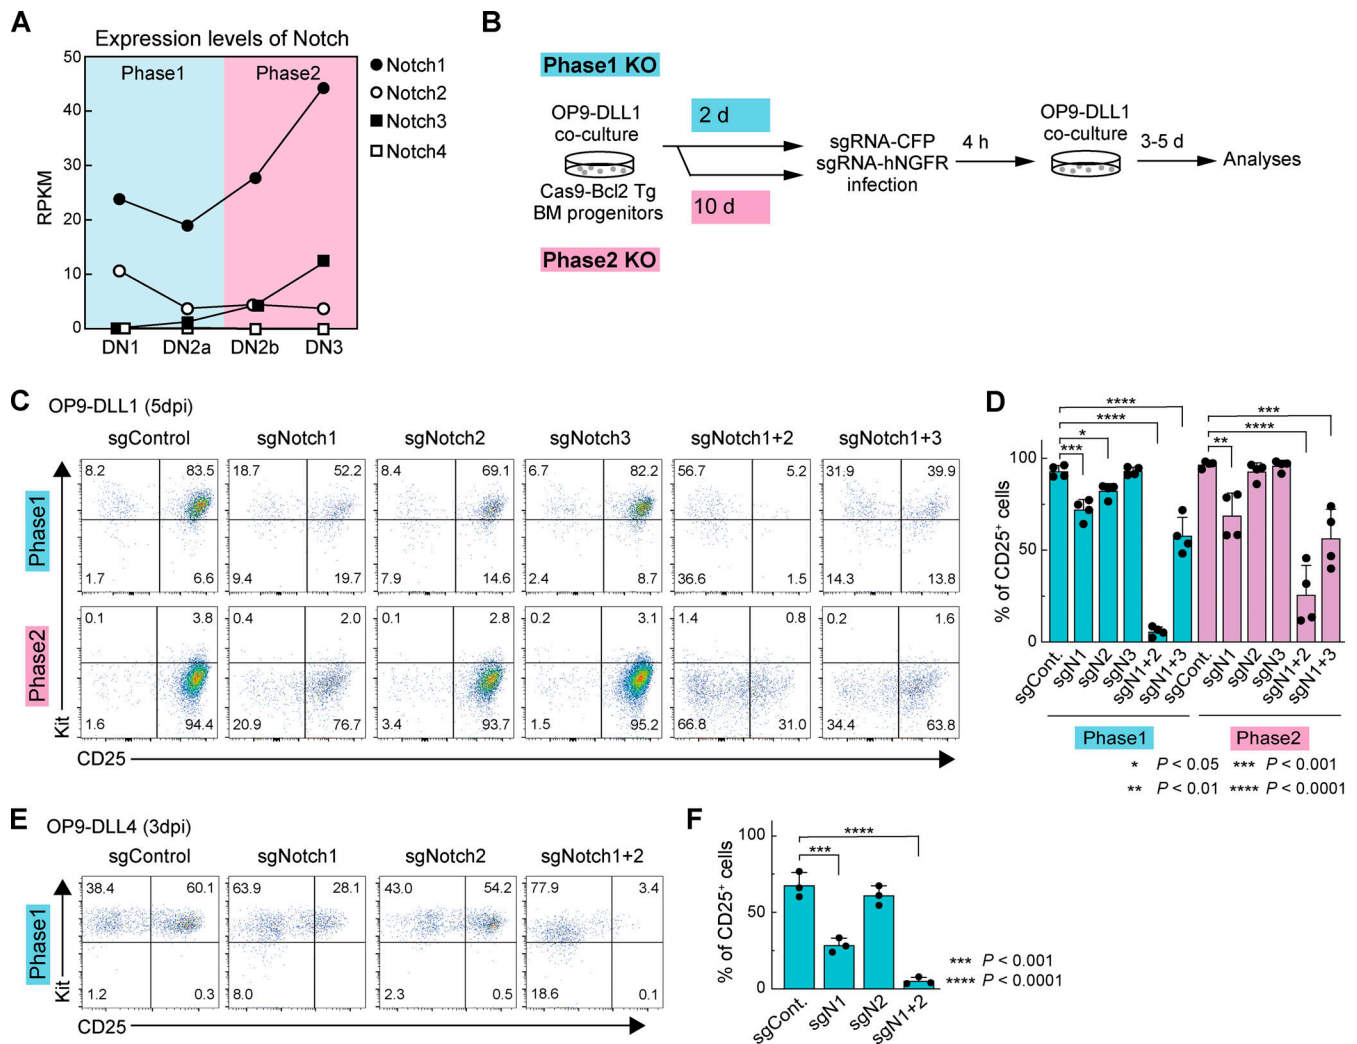 A
Expression levels of Notch
Phase1
Phase2
Notch1
Notch2
Notch3
Notch4
RPKM
50
40
30
20
10
0
DN1
DN2a
DN2b
DN3
B
Phase1 KO
OP9-DLL1
co-culture
Cas9-Bcl2 Tg
BM progenitors
Phase2 KO
2 d
10 d
sgRNA-CFP
sgRNA-hNGFR
infection
4 h
OP9-DLL1
co-culture
3-5 d
Analyses
C
OP9-DLL1 (5dpi)
sgControl
sgNotch1
sgNotch2
sgNotch3
sgNotch1+2
sgNotch1+3
Phase1
8.2 83.5
1.7 6.6
18.7 52.2
9.4 19.7
8.4 69.1
7.9 14.6
6.7 82.2
2.4 8.7
56.7 5.2
36.6 1.5
31.9 39.9
14.3 13.8
Phase2
0.1 3.8
1.6 94.4
0.4 2.0
20.9 76.7
0.1 2.8
3.4 93.7
0.2 3.1
1.5 95.2
1.4 0.8
66.8 31.0
0.2 1.6
34.4 63.8
Kit
CD25
D
% of CD25+ cells
100
50
0
****
****
*
***
***
****
**
sgCont.
sgN1
sgN2
sgN3
sgN1+2
sgN1+3
sgCont.
sgN1
sgN2
sgN3
sgN1+2
sgN1+3
Phase1
Phase2
* P < 0.05 *** P < 0.001
** P < 0.01 **** P < 0.0001
E
OP9-DLL4 (3dpi)
sgControl
sgNotch1
sgNotch2
sgNotch1+2
Phase1
38.4 60.1
1.2 0.3
63.9 28.1
8.0
43.0 54.2
2.3 0.5
77.9 3.4
18.6 0.1
Kit
CD25
F
% of CD25+ cells
100
50
0
****
***
sgCont.
sgN1
sgN2
sgN1+2
*** P < 0.001
**** P < 0.0001